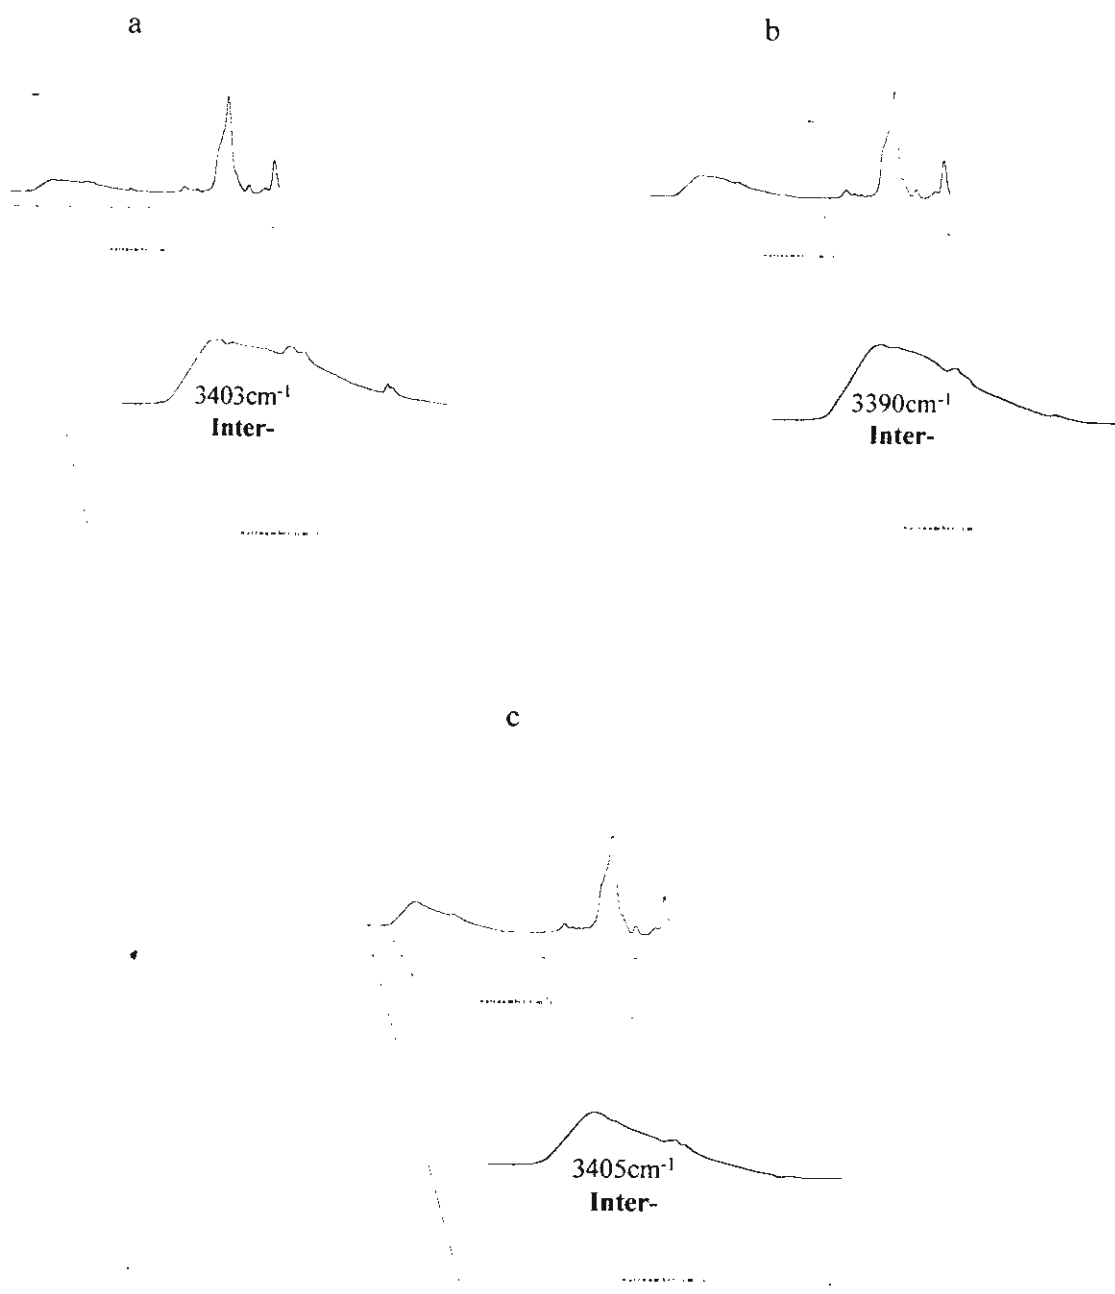 a
b
3403cm⁻¹
Inter-
3390cm⁻¹
Inter-
c
3405cm⁻¹
Inter-